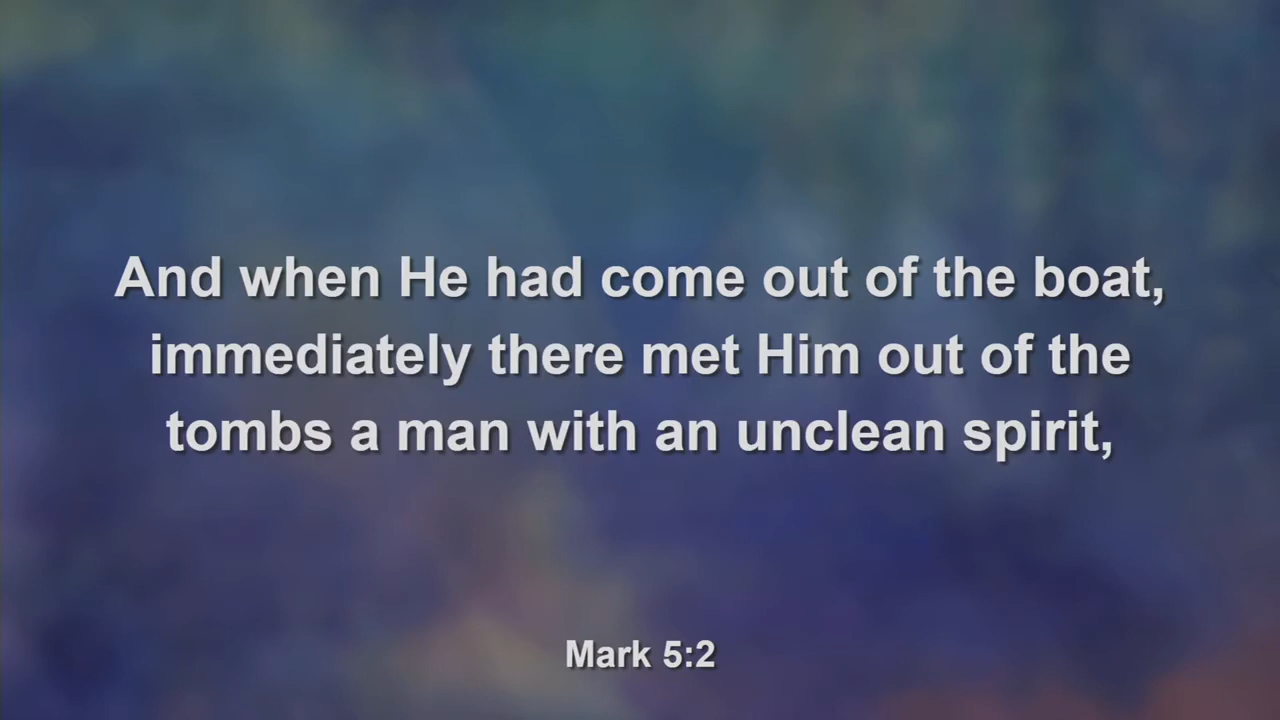 And when He had come out of the boat,
immediately there met Him out of the
tombs a man with an unclean spirit,
Mark 5:2